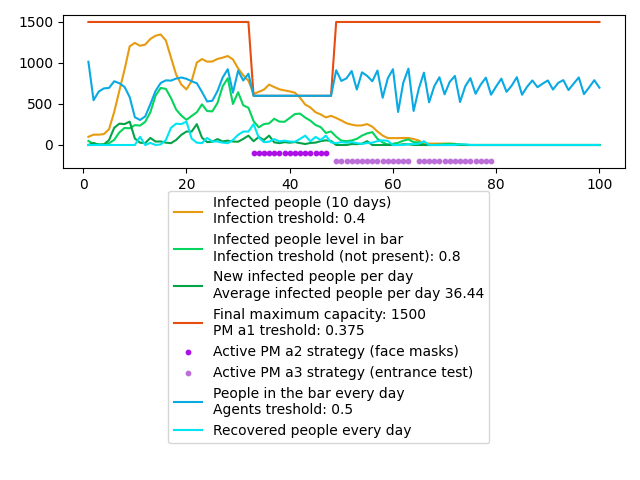 1500
1000
500
0
0 20 40 60 80 100
Infected people (10 days)
Infection treshold: 0.4
Infected people level in bar
Infection treshold (not present): 0.8
New infected people per day
Average infected people per day 36.44
Final maximum capacity: 1500
PM a1 treshold: 0.375
Active PM a2 strategy (face masks)
Active PM a3 strategy (entrance test)
People in the bar every day
Agents treshold: 0.5
Recovered people every day